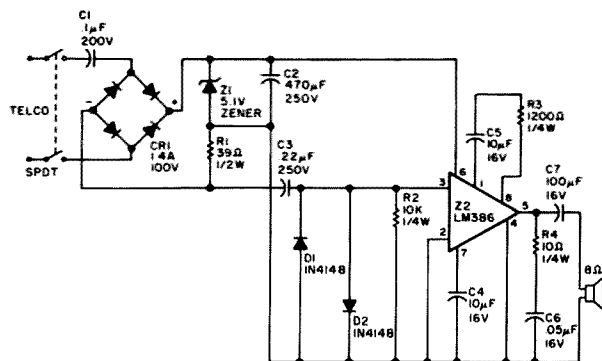 C1
.1µF
200V
TELCO
SPDT
-
+
CR1
1.4A
100V
Z1
5.1V
ZENER
C2
470µF
250V
R1
39Ω
1/2W
C3
.22µF
250V
D1
1N4148
D2
1N4148
R2
10K
1/4W
3
2
6
1
8
5
4
7
Z2
LM386
C5
10µF
16V
R3
1200Ω
1/4W
C4
10µF
16V
C7
100µF
16V
R4
10Ω
1/4W
C6
.05µF
16V
8Ω